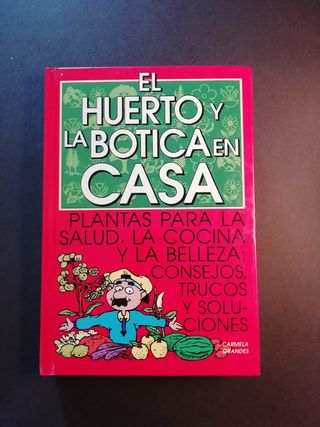 EL
HUERTO Y
LA BOTICA EN
CASA
PLANTAS PARA LA
SALUD, LA COCINA
Y LA BELLEZA:
CONSEJOS,
TRUCOS
Y SOLU-
CIONES
CARMELA
GRANDES